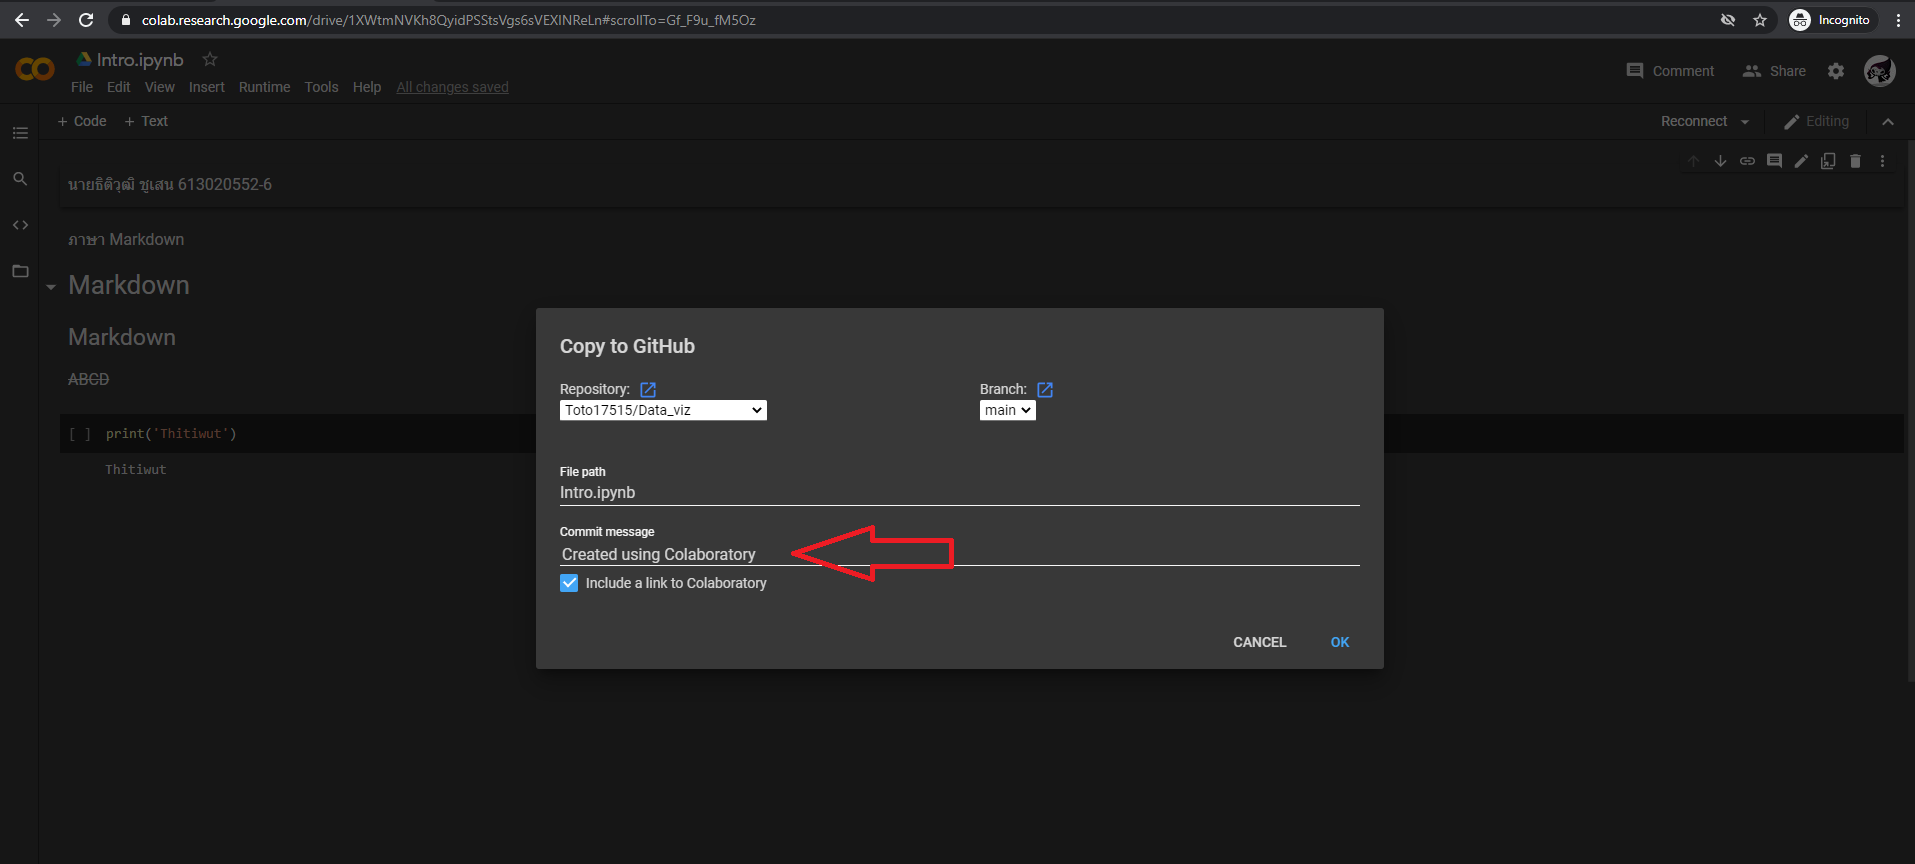 colab.research.google.com/drive/1XWtmNVKh8QyidPSStsVgs6sVEXINReLn#scrollTo=Gf_F9u_fM5Oz
Incognito
Intro.ipynb
Comment
Share
File Edit View Insert Runtime Tools Help All changes saved
+ Code + Text
Reconnect
Editing
นายธิติวุฒิ ชูเสน 613020552-6
ภาษา Markdown
Markdown
Markdown
ABCD
[ ] print('Thitiwut')
Thitiwut
Copy to GitHub
Repository: Branch:
Toto17515/Data_viz main
File path
Intro.ipynb
Commit message
Created using Colaboratory
Include a link to Colaboratory
CANCEL OK